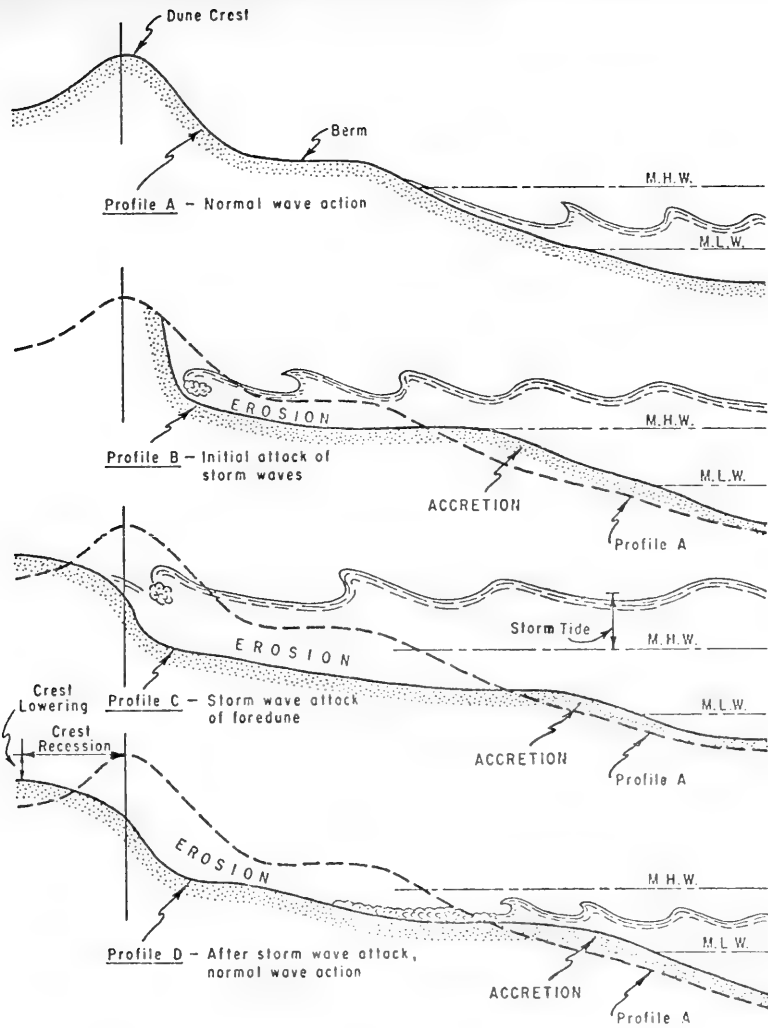 Dune Crest
Berm
M.H.W.
Profile A – Normal wave action
M.L.W.
EROSION
M.H.W.
Profile B – Initial attack of
storm waves
M.L.W.
ACCRETION
Profile A
Storm Tide
M.H.W.
EROSION
Crest
Lowering
Profile C – Storm wave attack
of foredune
M.L.W.
Crest
Recession
ACCRETION
Profile A
EROSION
M.H.W.
Profile D – After storm wave attack,
normal wave action
M.L.W.
ACCRETION
Profile A